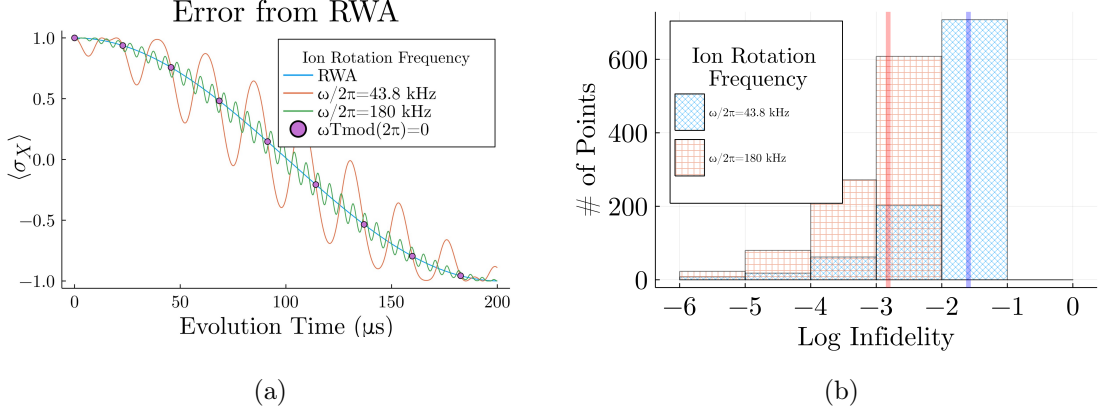 Error from RWA
1.0
0.5
0.0
−0.5
−1.0
⟨σ_X⟩
Ion Rotation Frequency
RWA
ω/2π=43.8 kHz
ω/2π=180 kHz
ωTmod(2π)=0
0
50
100
150
200
Evolution Time (μs)
(a)
600
400
200
0
# of Points
Ion Rotation
Frequency
ω/2π=43.8 kHz
ω/2π=180 kHz
−6
−5
−4
−3
−2
−1
0
Log Infidelity
(b)